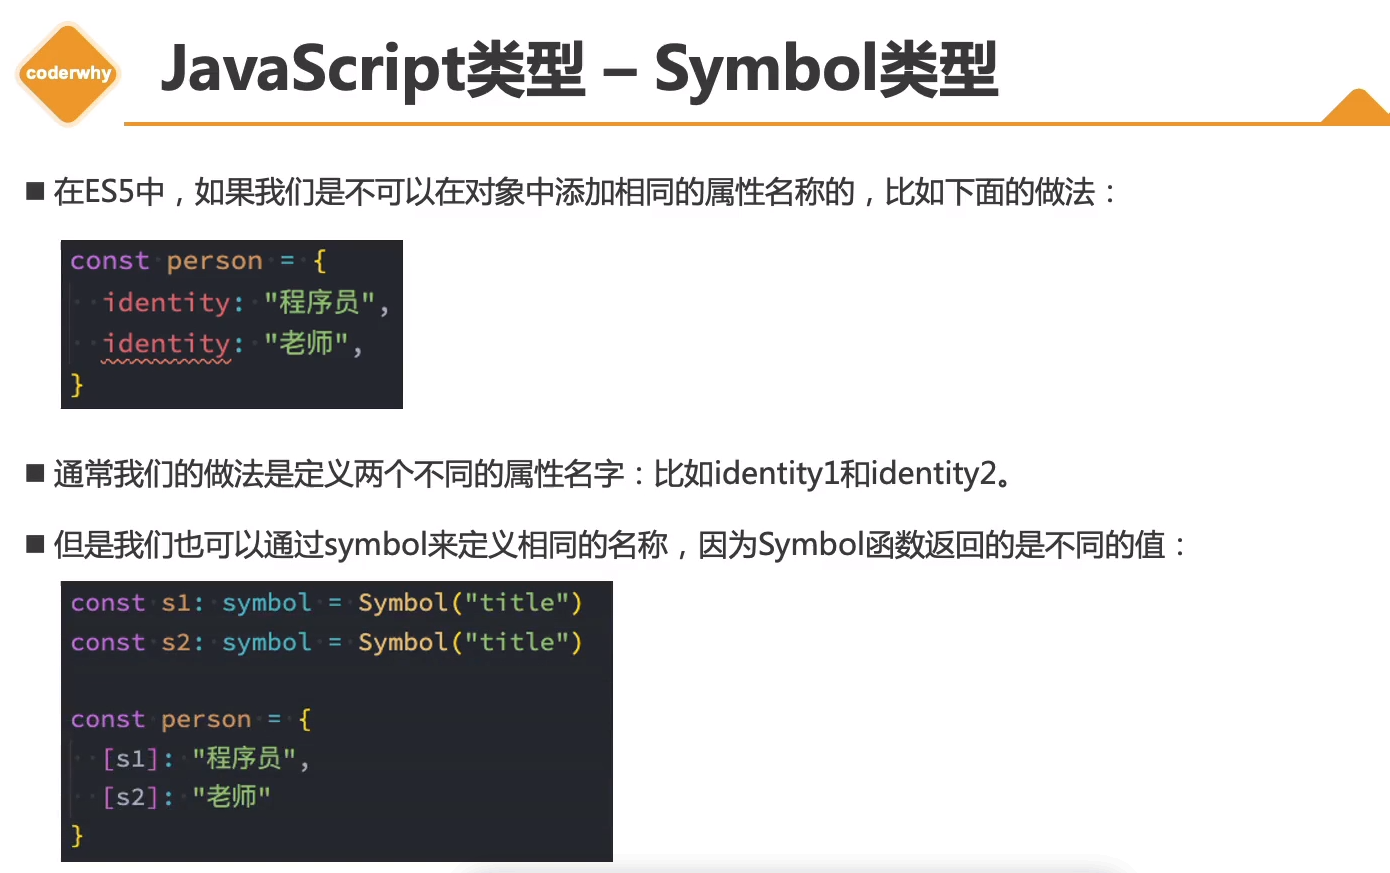 coderwhy
JavaScript类型 – Symbol类型
■ 在ES5中，如果我们是不可以在对象中添加相同的属性名称的，比如下面的做法：
const person = {
  identity: "程序员",
  identity: "老师",
}
■ 通常我们的做法是定义两个不同的属性名字：比如identity1和identity2。
■ 但是我们也可以通过symbol来定义相同的名称，因为Symbol函数返回的是不同的值：
const s1: symbol = Symbol("title")
const s2: symbol = Symbol("title")
const person = {
  [s1]: "程序员",
  [s2]: "老师"
}